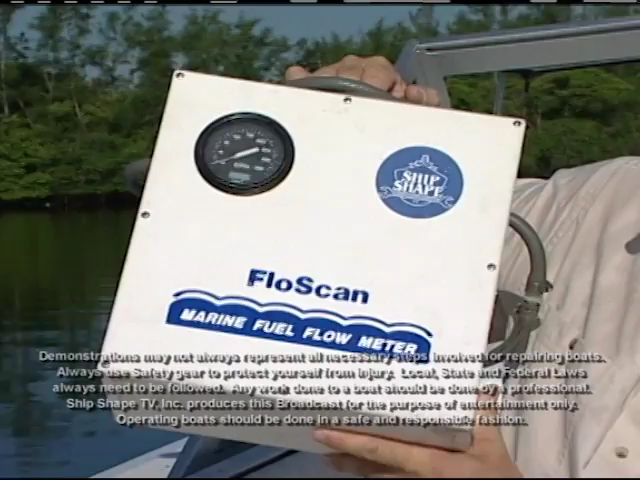 SHIP
SHAPE
FloScan
MARINE FUEL FLOW METER
Demonstrations may not always represent all necessary steps involved for repairing boats.
Always use Safety gear to protect yourself from injury. Local, State and Federal Laws
always need to be followed. Any work done to a boat should be done by a professional.
Ship Shape TV, Inc. produces this Broadcast for the purpose of entertainment only.
Operating boats should be done in a safe and responsible fashion.